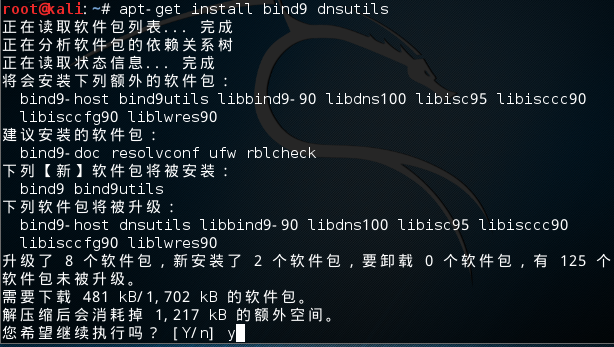 root@kali:~# apt-get install bind9 dnsutils
正在读取软件包列表... 完成
正在分析软件包的依赖关系树
正在读取状态信息... 完成
将会安装下列额外的软件包：
bind9-host bind9utils libbind9-90 libdns100 libisc95 libisccc90
libisccfg90 liblwres90
建议安装的软件包：
bind9-doc resolvconf ufw rblcheck
下列【新】软件包将被安装：
bind9 bind9utils
下列软件包将被升级：
bind9-host dnsutils libbind9-90 libdns100 libisc95 libisccc90
libisccfg90 liblwres90
升级了 8 个软件包，新安装了 2 个软件包，要卸载 0 个软件包，有 125 个
软件包未被升级。
需要下载 481 kB/1,702 kB 的软件包。
解压缩后会消耗掉 1,217 kB 的额外空间。
您希望继续执行吗？ [Y/n] y